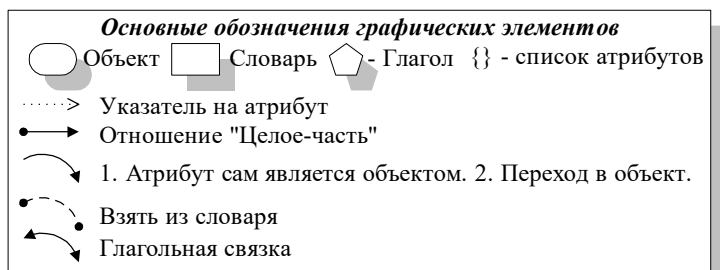 Основные обозначения графических элементов
Объект Словарь - Глагол {} - список атрибутов
Указатель на атрибут
Отношение "Целое-часть"
1. Атрибут сам является объектом. 2. Переход в объект.
Взять из словаря
Глагольная связка